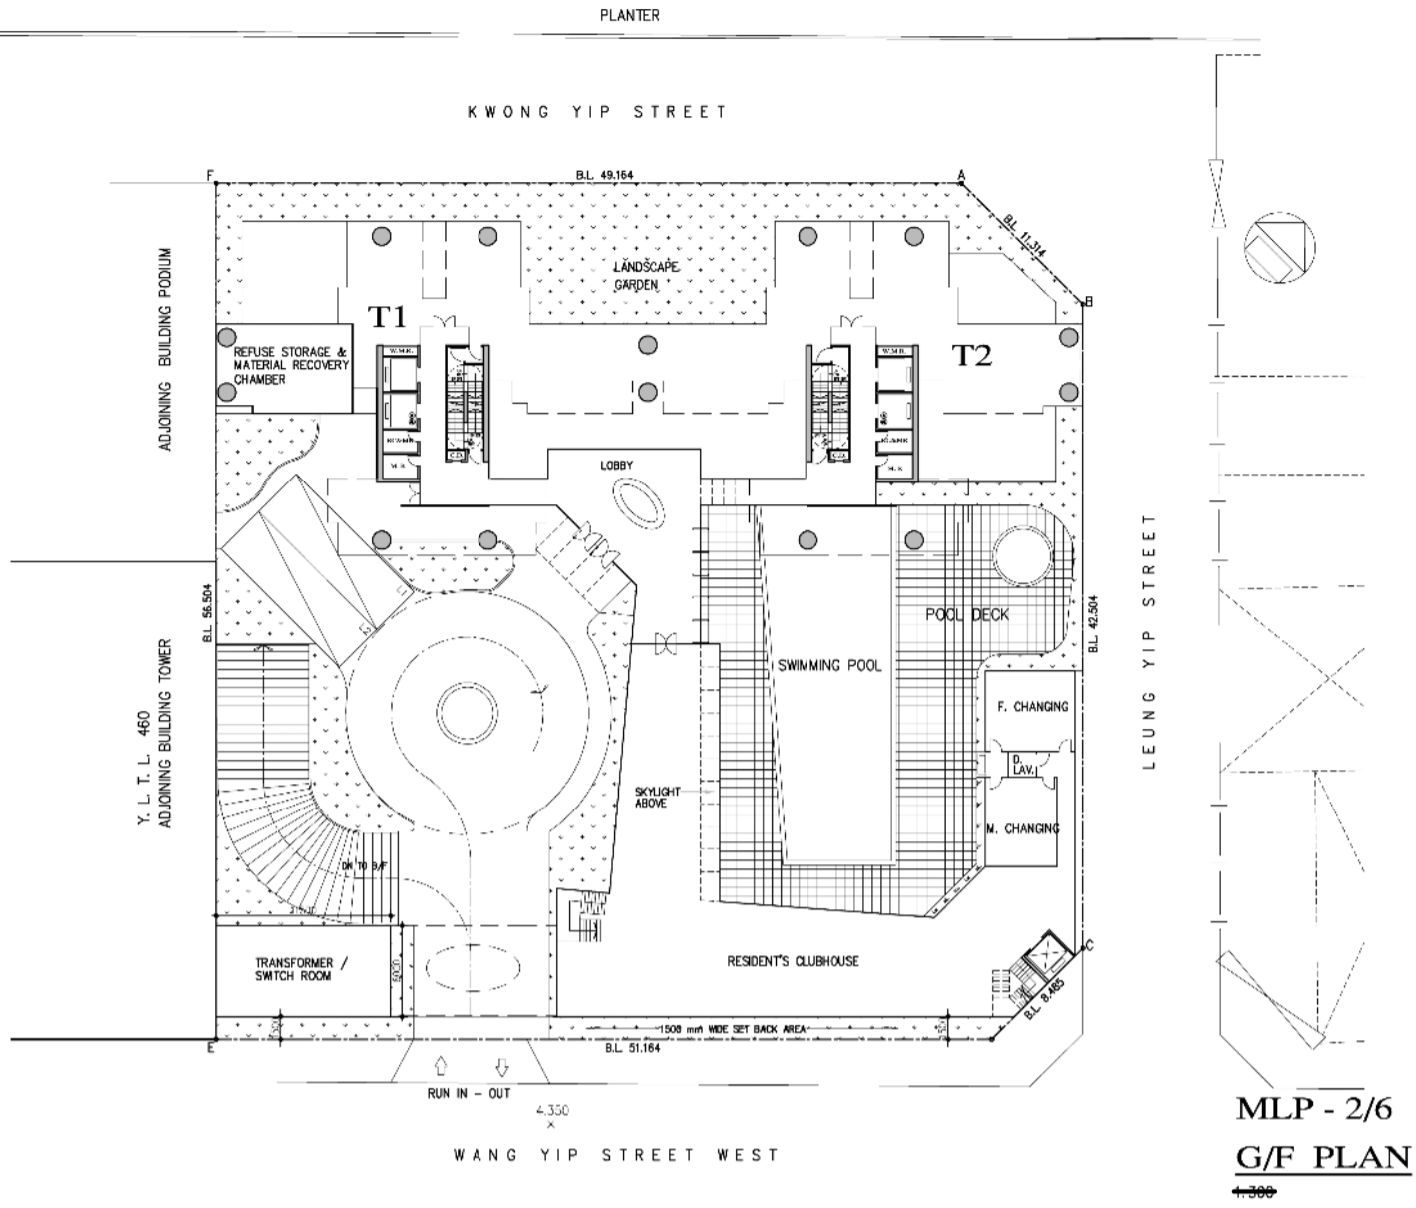 PLANTER
KWONG YIP STREET
F
B.L. 49.164
A
B.L. 11.314
B
LANDSCAPE
GARDEN
ADJOINING BUILDING PODIUM
T1
T2
REFUSE STORAGE &
MATERIAL RECOVERY
CHAMBER
W.M.R.
W.M.R.
C.D.
C.D.
LOBBY
B.L. 56.504
Y. L. T. L. 460
ADJOINING BUILDING TOWER
POOL DECK
SWIMMING POOL
B.L. 42.504
LEUNG YIP STREET
F. CHANGING
D.
LAV.
M. CHANGING
SKYLIGHT
ABOVE
DN TO B/F
TRANSFORMER /
SWITCH ROOM
5000
RESIDENT'S CLUBHOUSE
C
B.L. 8.485
1500 mm WIDE SET BACK AREA
E
B.L. 51.164
RUN IN - OUT
4.350
WANG YIP STREET WEST
MLP - 2/6
G/F PLAN
1:300